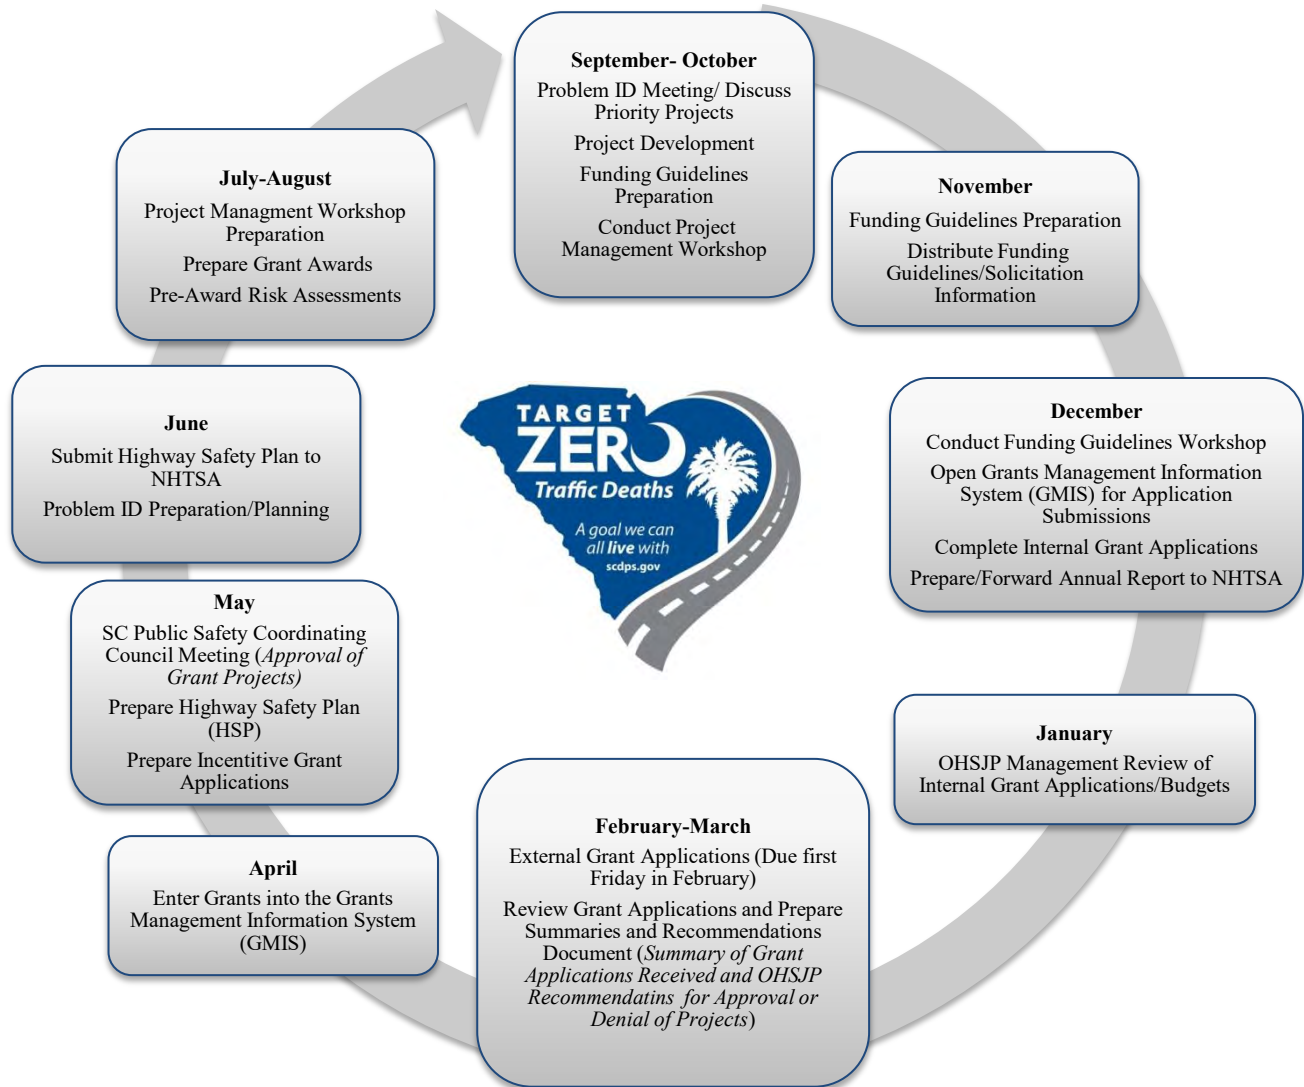 September- October
Problem ID Meeting/ Discuss
Priority Projects
Project Development
Funding Guidelines
Preparation
Conduct Project
Management Workshop
November
Funding Guidelines Preparation
Distribute Funding
Guidelines/Solicitation
Information
December
Conduct Funding Guidelines Workshop
Open Grants Management Information
System (GMIS) for Application
Submissions
Complete Internal Grant Applications
Prepare/Forward Annual Report to NHTSA
January
OHSJP Management Review of
Internal Grant Applications/Budgets
February-March
External Grant Applications (Due first
Friday in February)
Review Grant Applications and Prepare
Summaries and Recommendations
Document (Summary of Grant
Applications Received and OHSJP
Recommendatins for Approval or
Denial of Projects)
April
Enter Grants into the Grants
Management Information System
(GMIS)
May
SC Public Safety Coordinating
Council Meeting (Approval of
Grant Projects)
Prepare Highway Safety Plan
(HSP)
Prepare Incentitive Grant
Applications
June
Submit Highway Safety Plan to
NHTSA
Problem ID Preparation/Planning
July-August
Project Managment Workshop
Preparation
Prepare Grant Awards
Pre-Award Risk Assessments
TARGET
ZERO
Traffic Deaths
A goal we can
all live with
scdps.gov